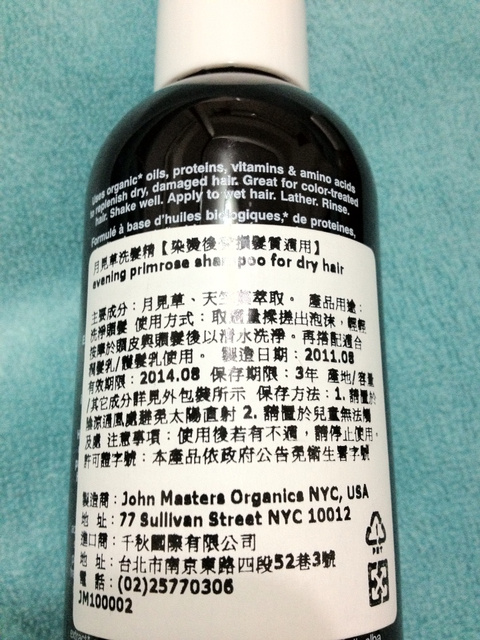 Uses organic* oils, proteins, vitamins & amino acids
to replenish dry, damaged hair. Great for color-treated
hair. Shake well. Apply to wet hair. Lather. Rinse.
Formulé à base d'huiles biologiques,* de proteines,
月見草洗髮精【染燙後受損髮質適用】
evening primrose shampoo for dry hair
主要成分：月見草、天竺葵萃取。 產品用途：
洗淨頭髮 使用方式：取適量搓揉出泡沫，輕輕
按摩於頭皮與頭髮後以清水洗淨。再搭配適合
潤髮乳/護髮乳使用。 製造日期：2011.08
有效期限：2014.08 保存期限：3年 產地/容量
/其它成分詳見外包裝所示 保存方法：1. 請置於
陰涼通風處避免太陽直射 2. 請置於兒童無法觸
及處 注意事項：使用後若有不適，請停止使用。
許可證字號：本產品依政府公告免衛生署字號
製造商：John Masters Organics NYC, USA
地 址：77 Sullivan Street NYC 10012
進口商：千秋國際有限公司
地 址：台北市南京東路四段52巷3號
電 話：(02)25770306
JM100002